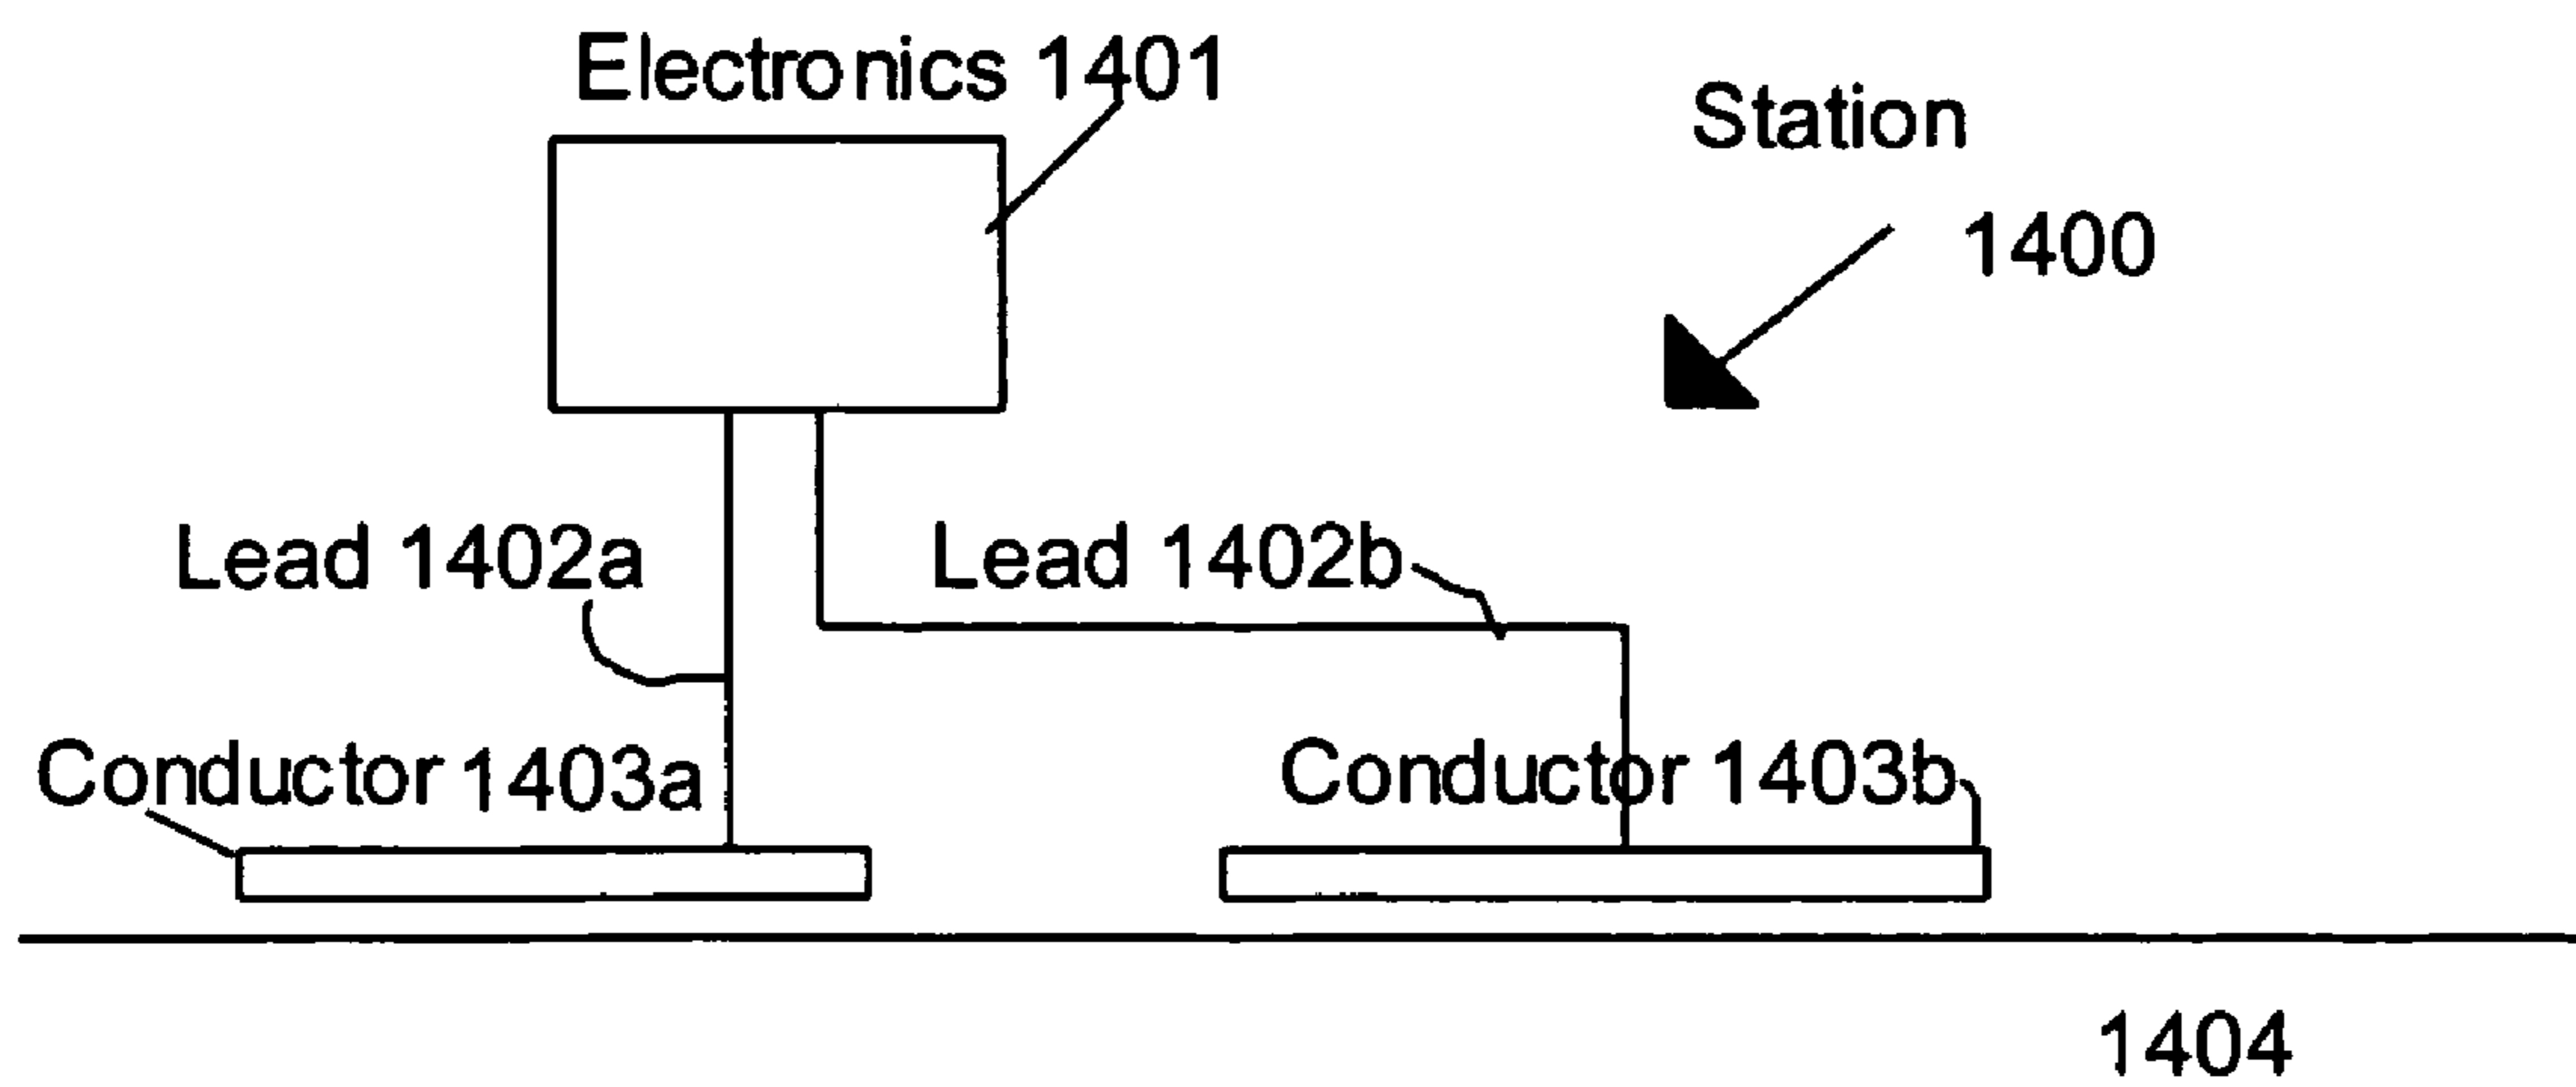 Electronics 1401
Station
1400
Lead 1402a
Lead 1402b
Conductor 1403a
Conductor 1403b
1404